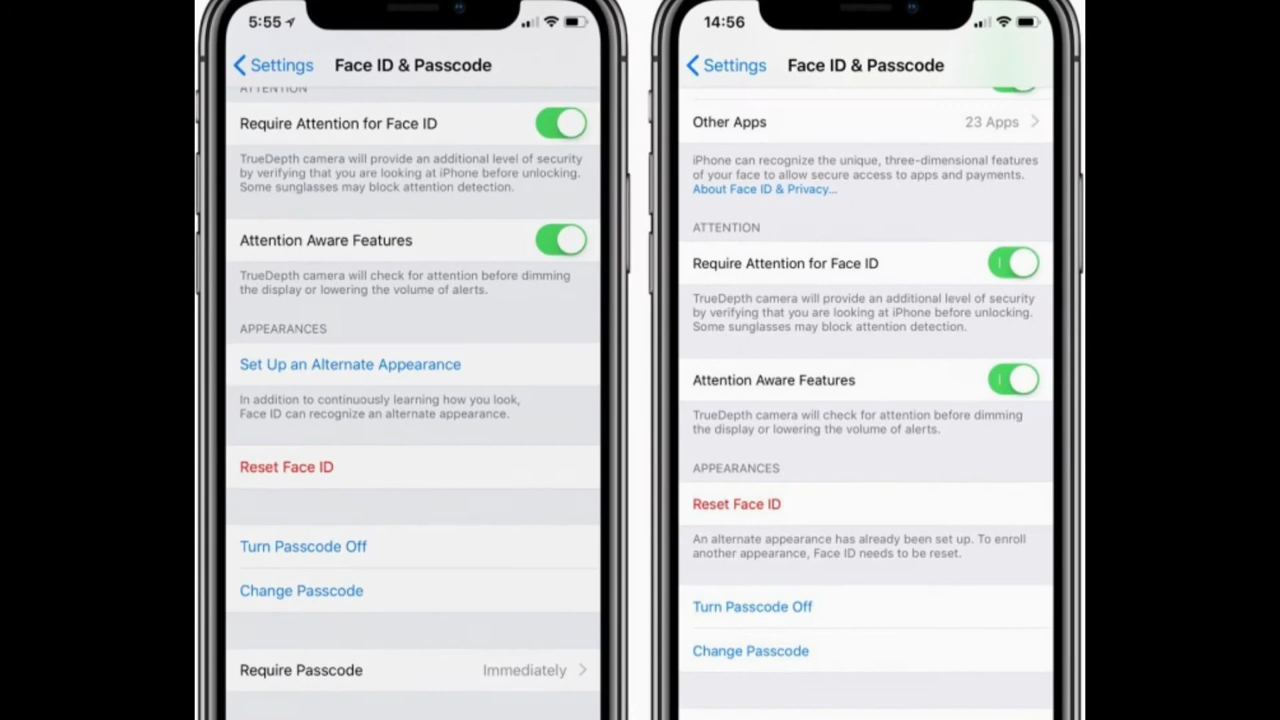 5:55
Settings
Face ID & Passcode
ATTENTION
Require Attention for Face ID
TrueDepth camera will provide an additional level of security
by verifying that you are looking at iPhone before unlocking.
Some sunglasses may block attention detection.
Attention Aware Features
TrueDepth camera will check for attention before dimming
the display or lowering the volume of alerts.
APPEARANCES
Set Up an Alternate Appearance
In addition to continuously learning how you look,
Face ID can recognize an alternate appearance.
Reset Face ID
Turn Passcode Off
Change Passcode
Require Passcode Immediately
14:56
Settings
Face ID & Passcode
Other Apps 23 Apps
iPhone can recognize the unique, three-dimensional features
of your face to allow secure access to apps and payments.
About Face ID & Privacy...
ATTENTION
Require Attention for Face ID
TrueDepth camera will provide an additional level of security
by verifying that you are looking at iPhone before unlocking.
Some sunglasses may block attention detection.
Attention Aware Features
TrueDepth camera will check for attention before dimming
the display or lowering the volume of alerts.
APPEARANCES
Reset Face ID
An alternate appearance has already been set up. To enroll
another appearance, Face ID needs to be reset.
Turn Passcode Off
Change Passcode